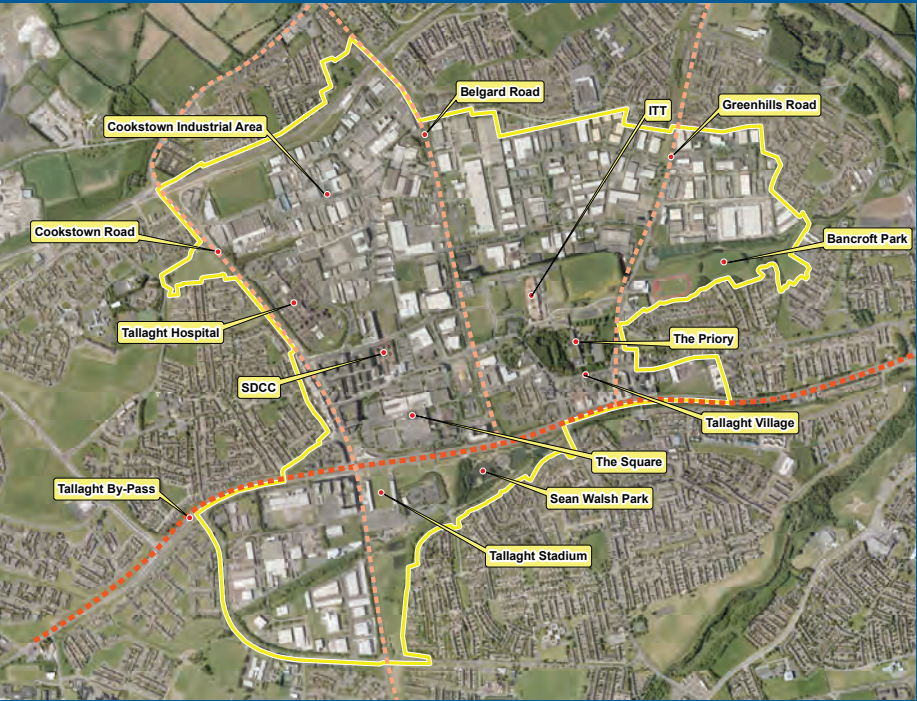 Belgard Road
ITT
Greenhills Road
Cookstown Industrial Area
Cookstown Road
Bancroft Park
Tallaght Hospital
The Priory
SDCC
Tallaght Village
The Square
Tallaght By-Pass
Sean Walsh Park
Tallaght Stadium